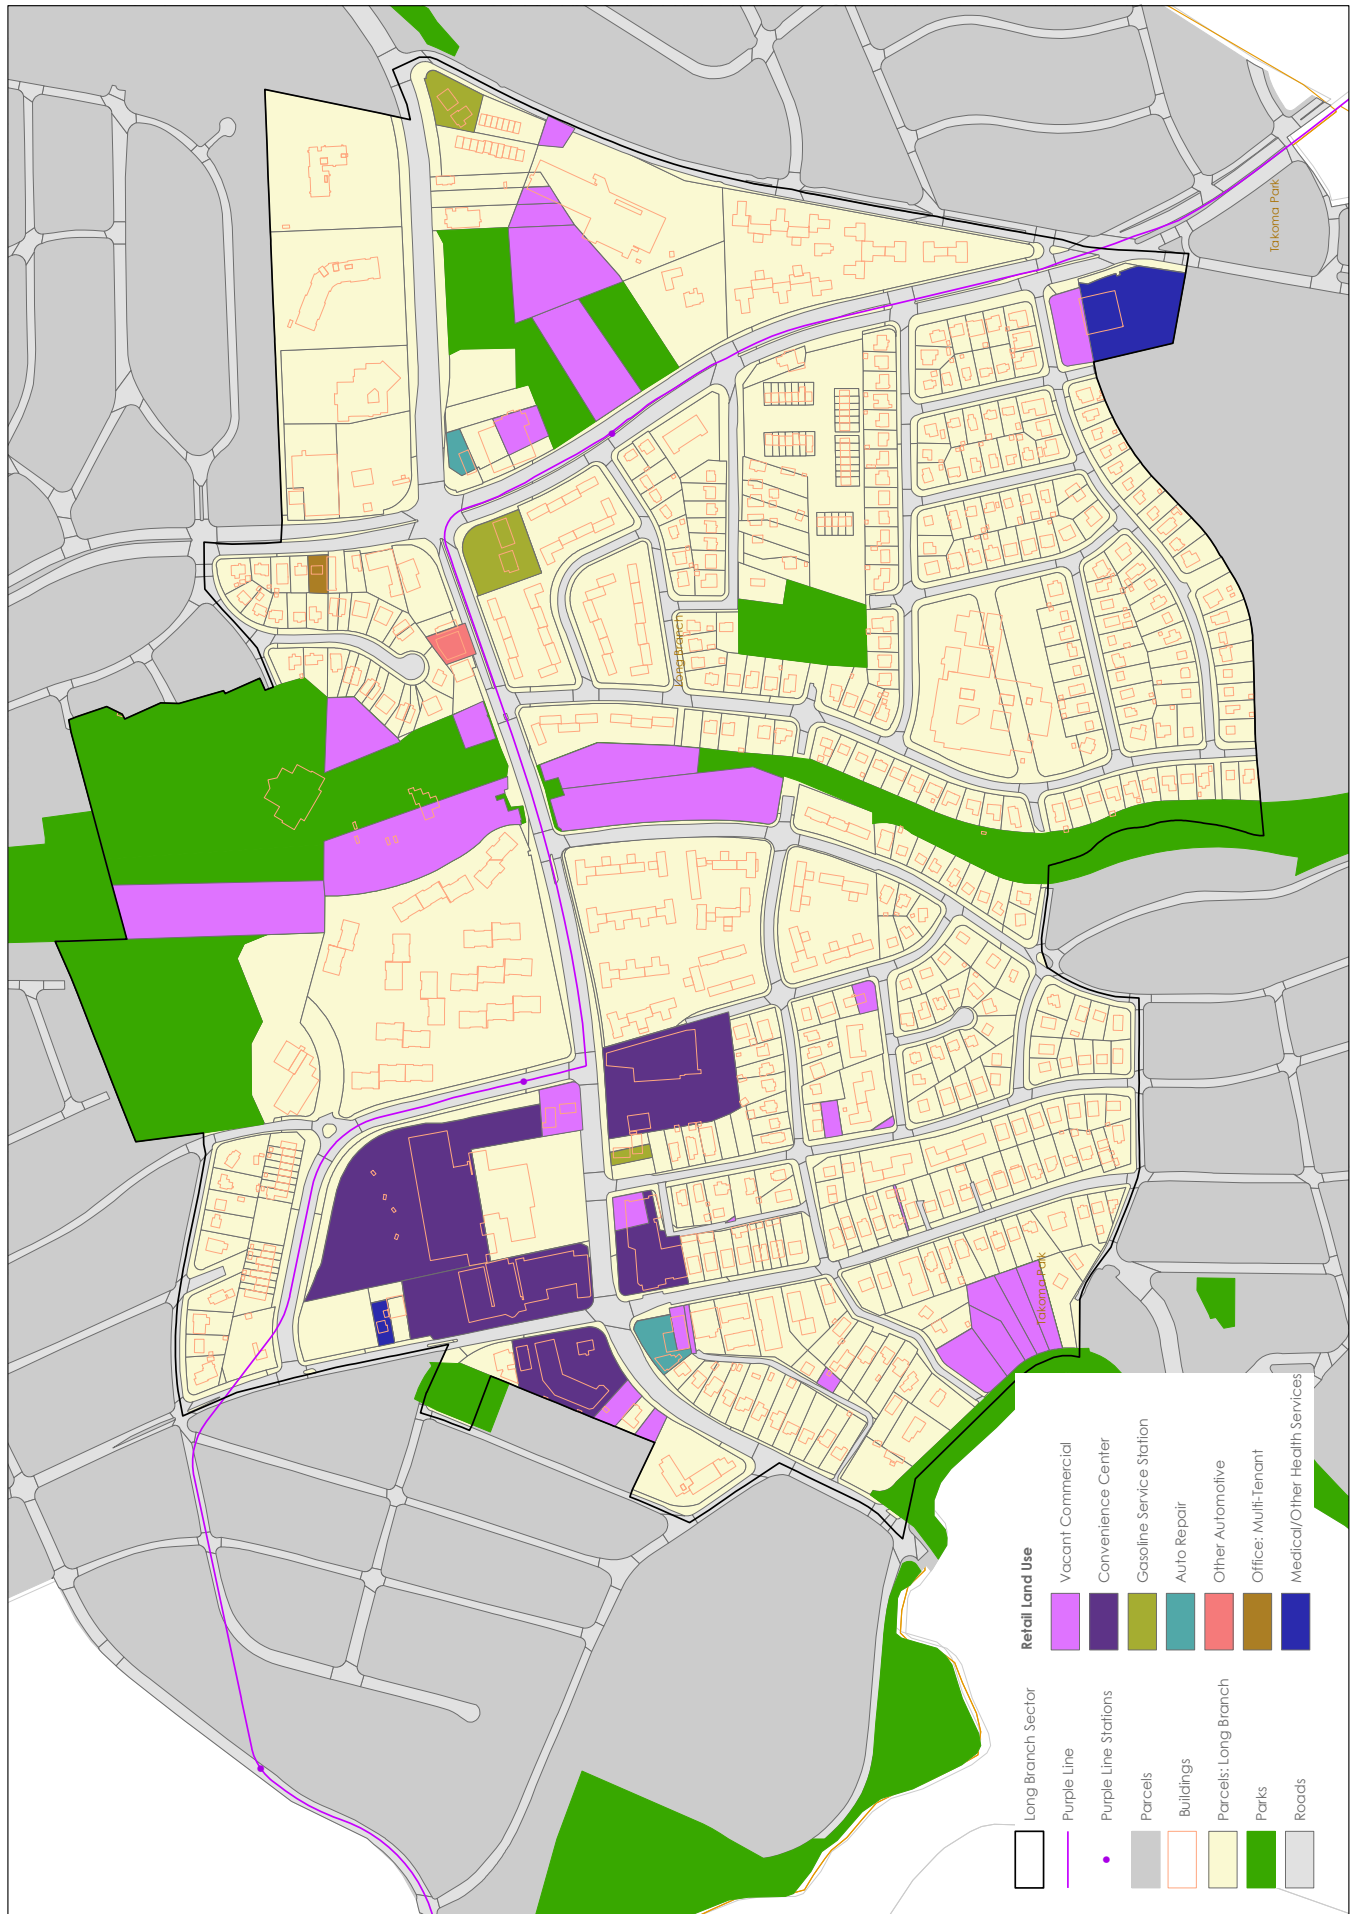 Takoma Park
Long Branch
Takoma Park
Retail Land Use
Vacant Commercial
Convenience Center
Gasoline Service Station
Auto Repair
Other Automotive
Office: Multi-Tenant
Medical/Other Health Services
Long Branch Sector
Purple Line
Purple Line Stations
Parcels
Buildings
Parcels: Long Branch
Parks
Roads